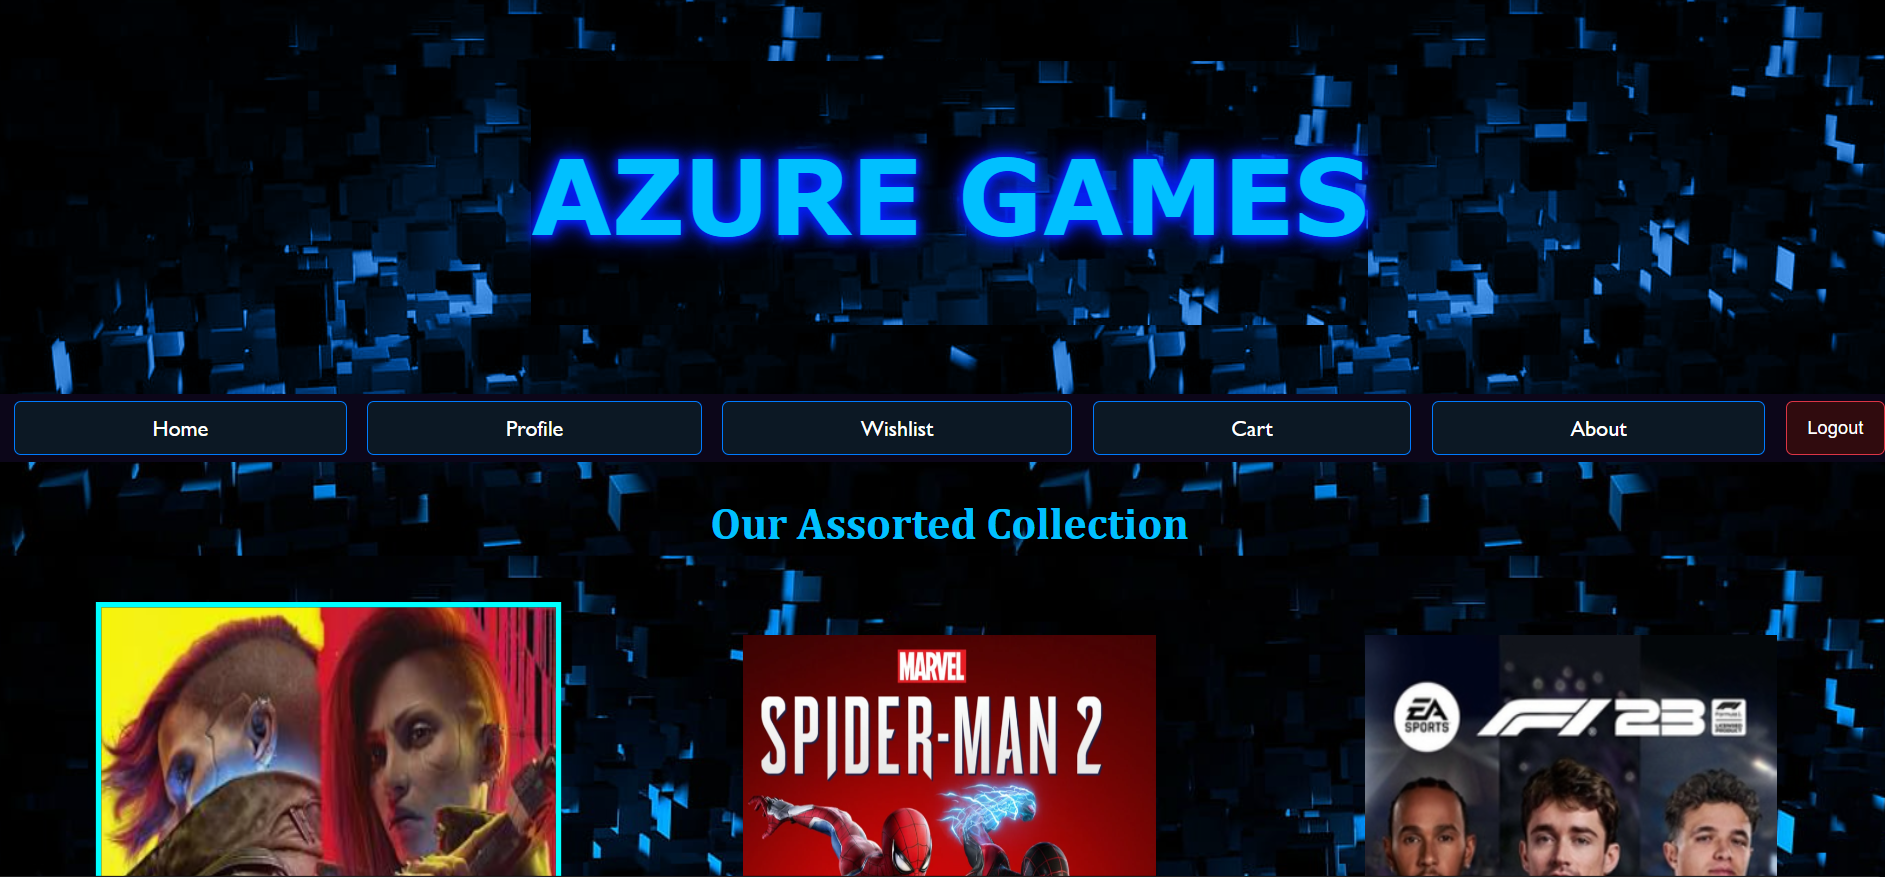 AZURE GAMES
Home Profile Wishlist Cart About Logout
Our Assorted Collection
MARVEL
SPIDER-MAN 2
EA SPORTS
F1 23